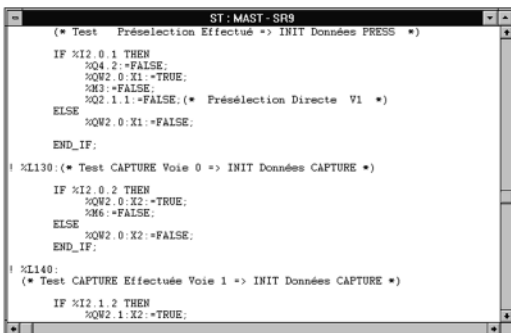 ST : MAST - SR9
(* Test   Préselection Effectué => INIT Données PRESS  *)
IF %I2.0.1 THEN
%Q4.2:=FALSE;
%QW2.0:X1:=TRUE;
%M3:=FALSE;
%Q2.1.1:=FALSE;(*  Présélection Directe  V1  *)
ELSE
%QW2.0:X1:=FALSE;
END_IF;
! %L130:(* Test CAPTURE Voie 0 => INIT Données CAPTURE *)
IF %I2.0.2 THEN
%QW2.0:X2:=TRUE;
%M6:=FALSE;
ELSE
%QW2.0:X2:=FALSE;
END_IF;
! %L140:
(* Test CAPTURE Effectuée Voie 1 => INIT Données CAPTURE *)
IF %I2.1.2 THEN
%QW2.1:X2:=TRUE;